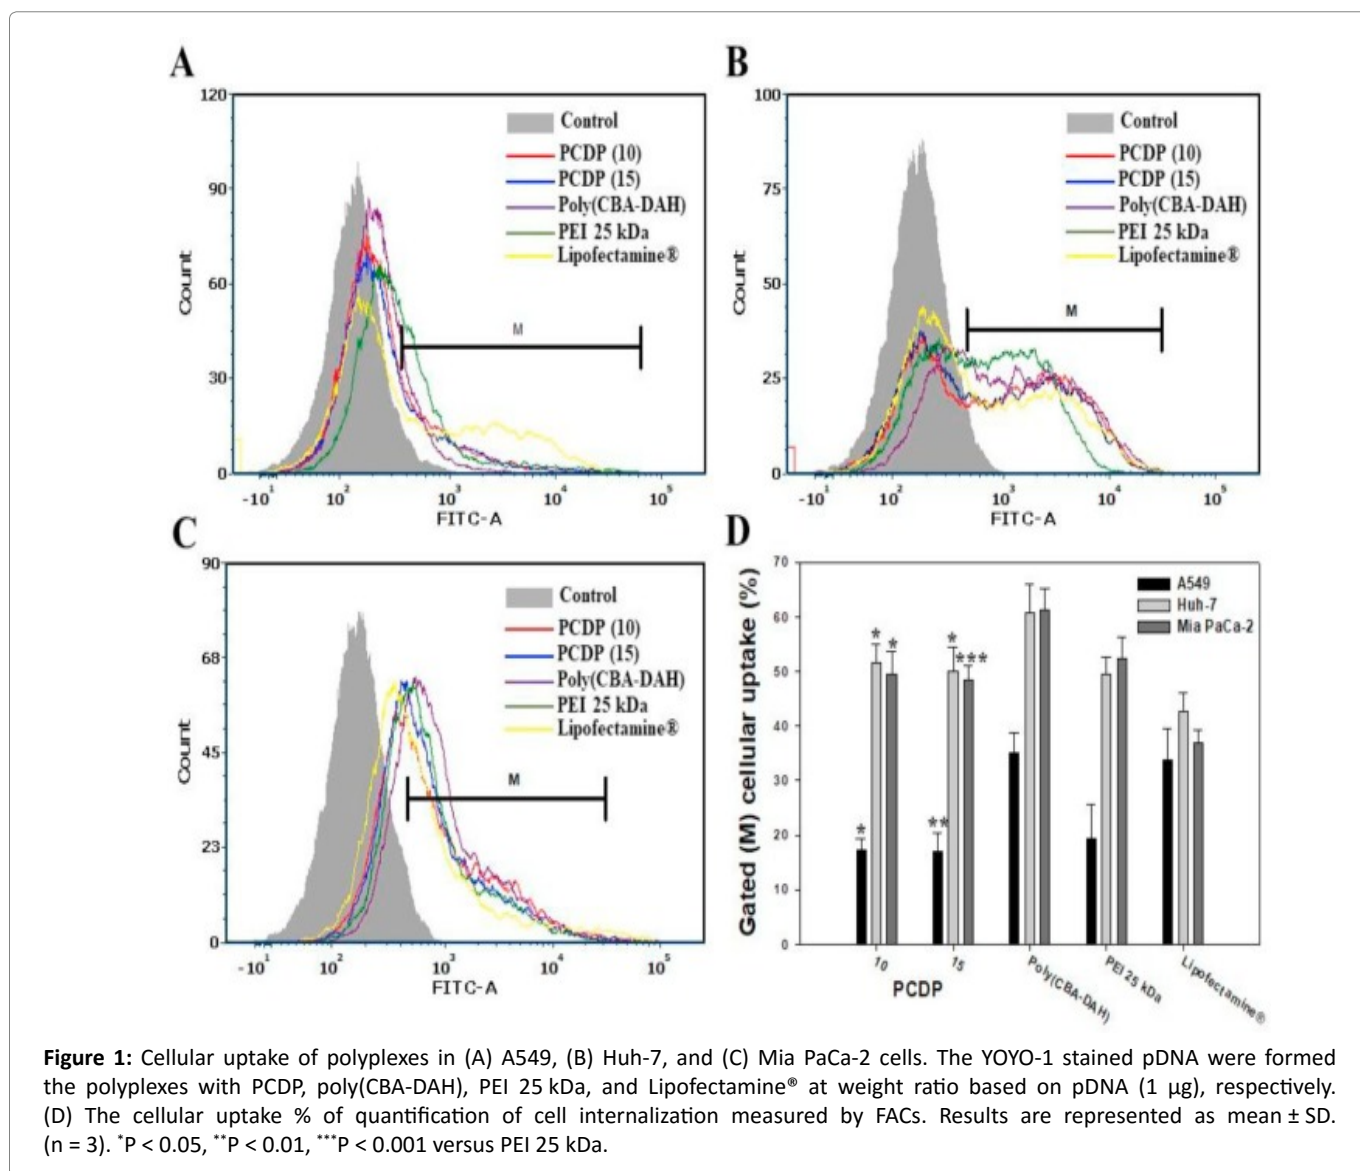 A
120
90
60
30
0
Count
-10¹ 10² 10³ 10⁴ 10⁵
FITC-A
M
Control
PCDP (10)
PCDP (15)
Poly(CBA-DAH)
PEI 25 kDa
Lipofectamine®
B
100
75
50
25
0
Count
-10¹ 10² 10³ 10⁴ 10⁵
FITC-A
M
Control
PCDP (10)
PCDP (15)
Poly(CBA-DAH)
PEI 25 kDa
Lipofectamine®
C
90
68
45
23
0
Count
-10¹ 10² 10³ 10⁴ 10⁵
FITC-A
M
Control
PCDP (10)
PCDP (15)
Poly(CBA-DAH)
PEI 25 kDa
Lipofectamine®
D
70
60
50
40
30
20
10
0
Gated (M) cellular uptake (%)
A549
Huh-7
Mia PaCa-2
* * *
** * ***
10 15 Poly(CBA-DAH) PEI 25 kDa Lipofectamine®
PCDP
Figure 1: Cellular uptake of polyplexes in (A) A549, (B) Huh-7, and (C) Mia PaCa-2 cells. The YOYO-1 stained pDNA were formed
the polyplexes with PCDP, poly(CBA-DAH), PEI 25 kDa, and Lipofectamine® at weight ratio based on pDNA (1 μg), respectively.
(D) The cellular uptake % of quantification of cell internalization measured by FACs. Results are represented as mean ± SD.
(n = 3). *P < 0.05, **P < 0.01, ***P < 0.001 versus PEI 25 kDa.